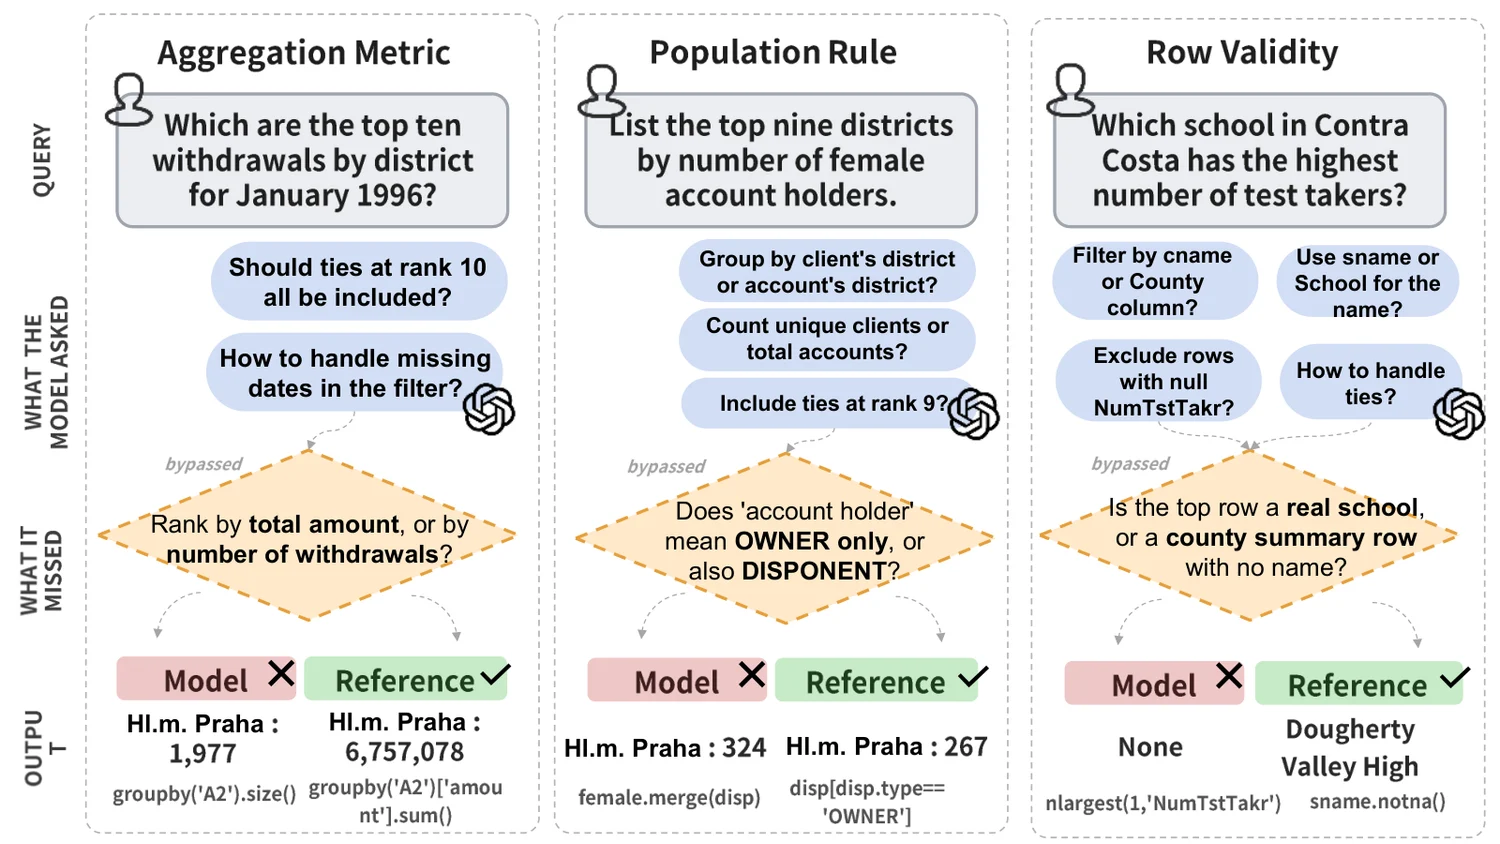 Aggregation Metric
Population Rule
Row Validity
QUERY
Which are the top ten
withdrawals by district
for January 1996?
List the top nine districts
by number of female
account holders.
Which school in Contra
Costa has the highest
number of test takers?
WHAT THE
MODEL ASKED
Should ties at rank 10
all be included?
How to handle missing
dates in the filter?
Group by client's district
or account's district?
Count unique clients or
total accounts?
Include ties at rank 9?
Filter by cname
or County
column?
Use sname or
School for the
name?
Exclude rows
with null
NumTstTakr?
How to handle
ties?
WHAT IT
MISSED
bypassed
Rank by total amount, or by
number of withdrawals?
bypassed
Does 'account holder'
mean OWNER only, or
also DISPONENT?
bypassed
Is the top row a real school,
or a county summary row
with no name?
OUTPU
T
Model
Hl.m. Praha :
1,977
groupby('A2').size()
Reference
Hl.m. Praha :
6,757,078
groupby('A2')['amou
nt'].sum()
Model
Hl.m. Praha : 324
female.merge(disp)
Reference
Hl.m. Praha : 267
disp[disp.type==
'OWNER']
Model
None
nlargest(1,'NumTstTakr')
Reference
Dougherty
Valley High
sname.notna()